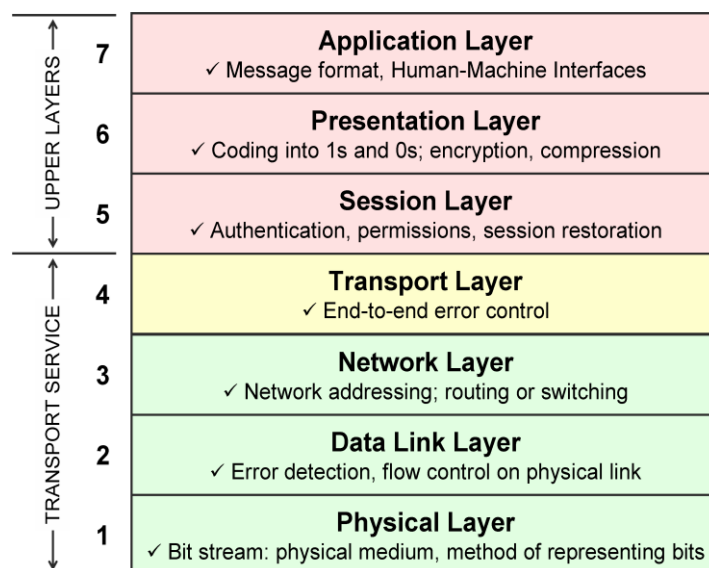 UPPER LAYERS
7
Application Layer
✓ Message format, Human-Machine Interfaces
6
Presentation Layer
✓ Coding into 1s and 0s; encryption, compression
5
Session Layer
✓ Authentication, permissions, session restoration
TRANSPORT SERVICE
4
Transport Layer
✓ End-to-end error control
3
Network Layer
✓ Network addressing; routing or switching
2
Data Link Layer
✓ Error detection, flow control on physical link
1
Physical Layer
✓ Bit stream: physical medium, method of representing bits